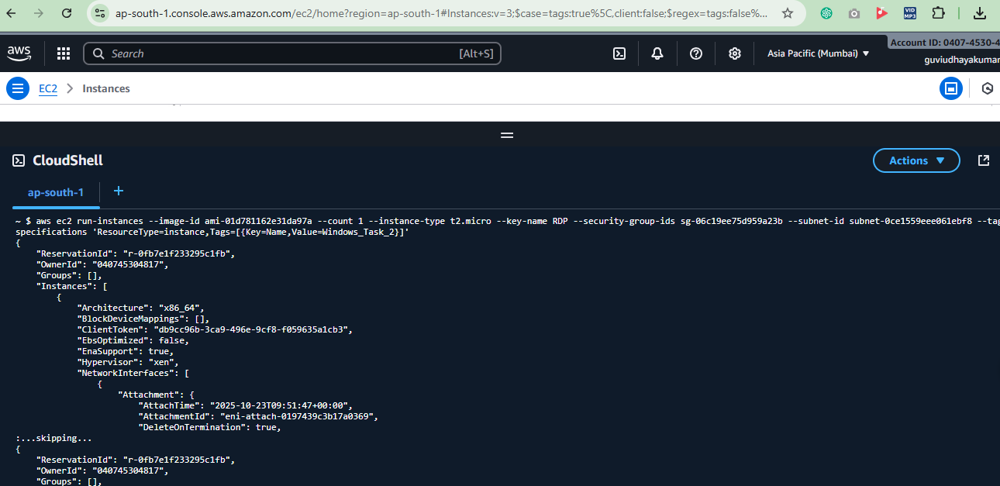 ap-south-1.console.aws.amazon.com/ec2/home?region=ap-south-1#Instances:v=3;$case=tags:true%5C,client:false;$regex=tags:false%...
VID
MP3
aws
Search
[Alt+S]
Asia Pacific (Mumbai)
Account ID: 0407-4530-4
guviudhayakumar
EC2 > Instances
CloudShell
Actions
ap-south-1
+
~ $ aws ec2 run-instances --image-id ami-01d781162e31da97a --count 1 --instance-type t2.micro --key-name RDP --security-group-ids sg-06c19ee75d959a23b --subnet-id subnet-0ce1559eee061ebf8 --tag
specifications 'ResourceType=instance,Tags=[{Key=Name,Value=Windows_Task_2}]'
{
"ReservationId": "r-0fb7e1f233295c1fb",
"OwnerId": "040745304817",
"Groups": [],
"Instances": [
{
"Architecture": "x86_64",
"BlockDeviceMappings": [],
"ClientToken": "db9cc96b-3ca9-496e-9cf8-f059635a1cb3",
"EbsOptimized": false,
"EnaSupport": true,
"Hypervisor": "xen",
"NetworkInterfaces": [
{
"Attachment": {
"AttachTime": "2025-10-23T09:51:47+00:00",
"AttachmentId": "eni-attach-0197439c3b17a0369",
"DeleteOnTermination": true,
:...skipping...
{
"ReservationId": "r-0fb7e1f233295c1fb",
"OwnerId": "040745304817",
"Groups": [],